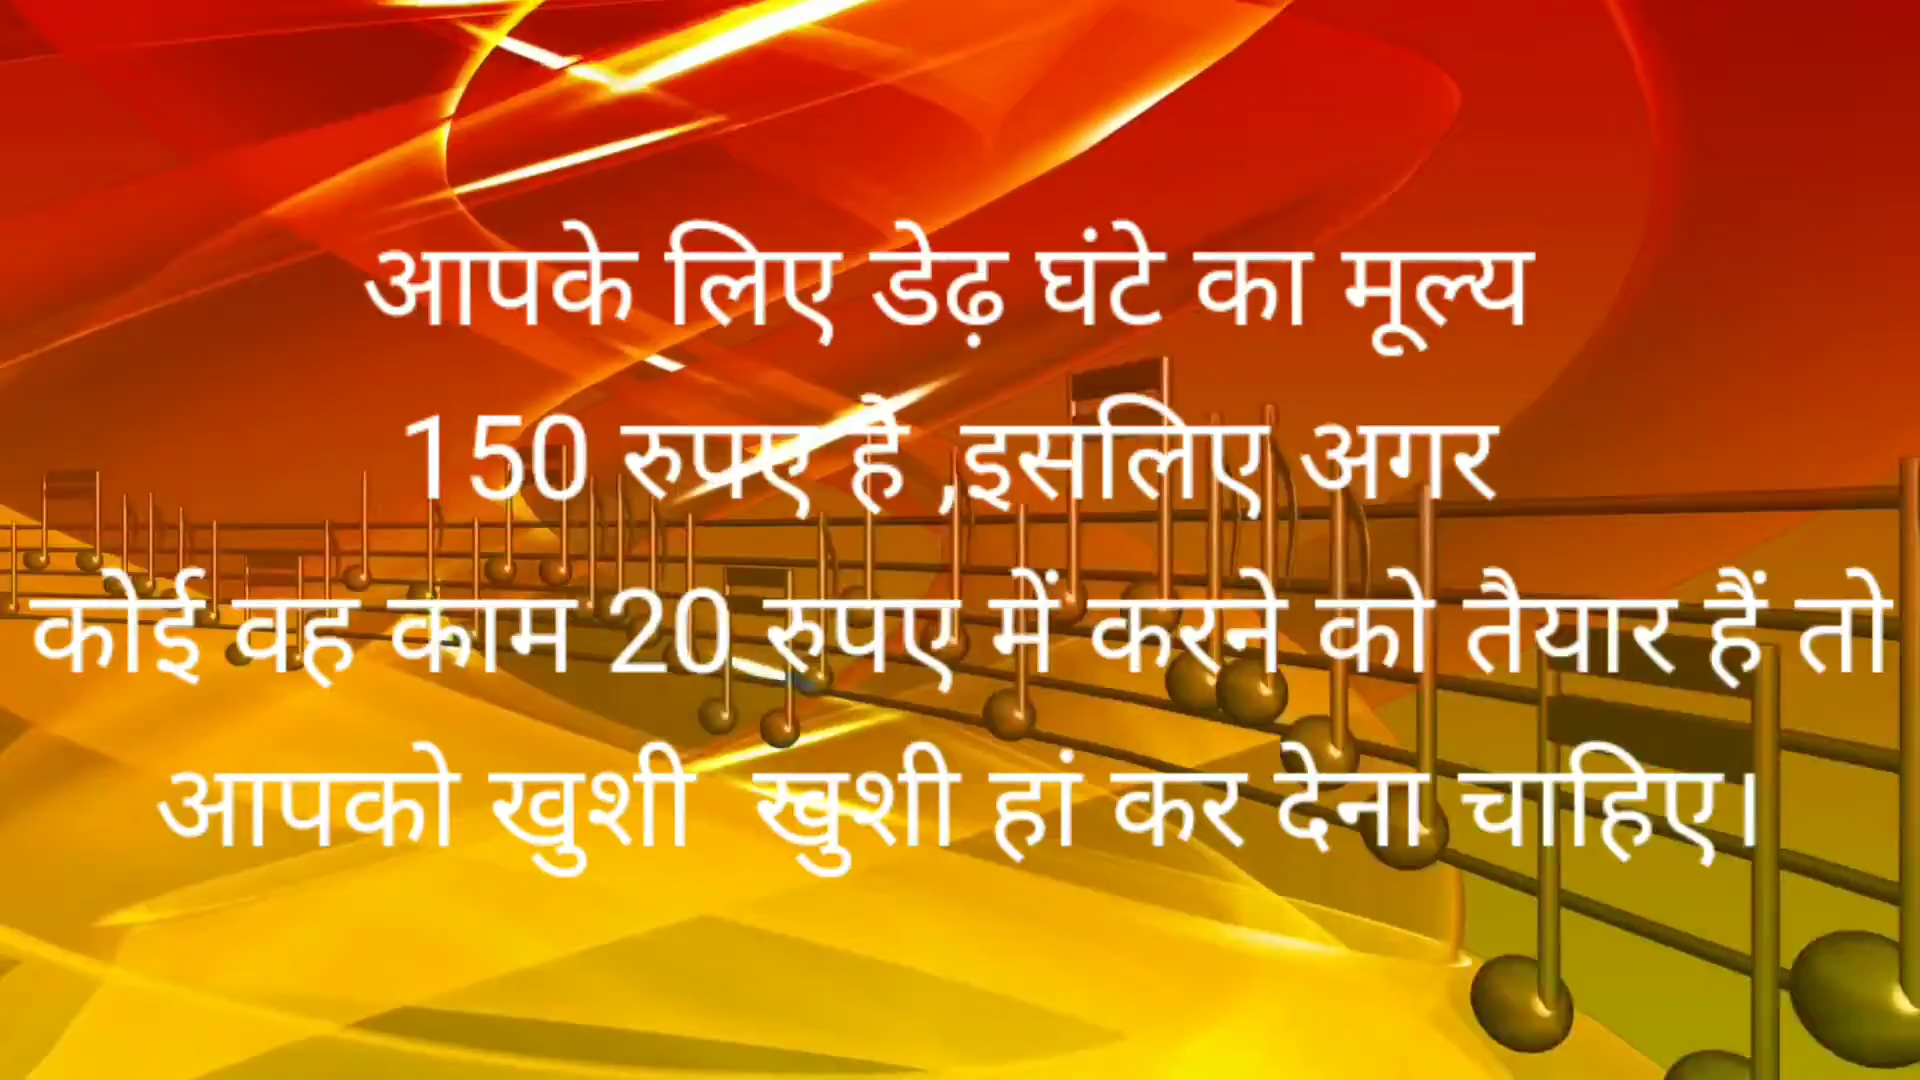 आपके लिए डेढ़ घंटे का मूल्य
150 रुपए है ,इसलिए अगर
कोई वह काम 20 रुपए में करने को तैयार हैं तो
आपको खुशी  खुशी हां कर देना चाहिए।